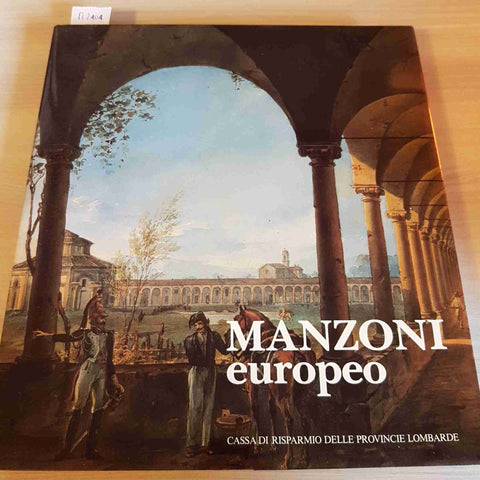 MANZONI
europeo
CASSA DI RISPARMIO DELLE PROVINCIE LOMBARDE